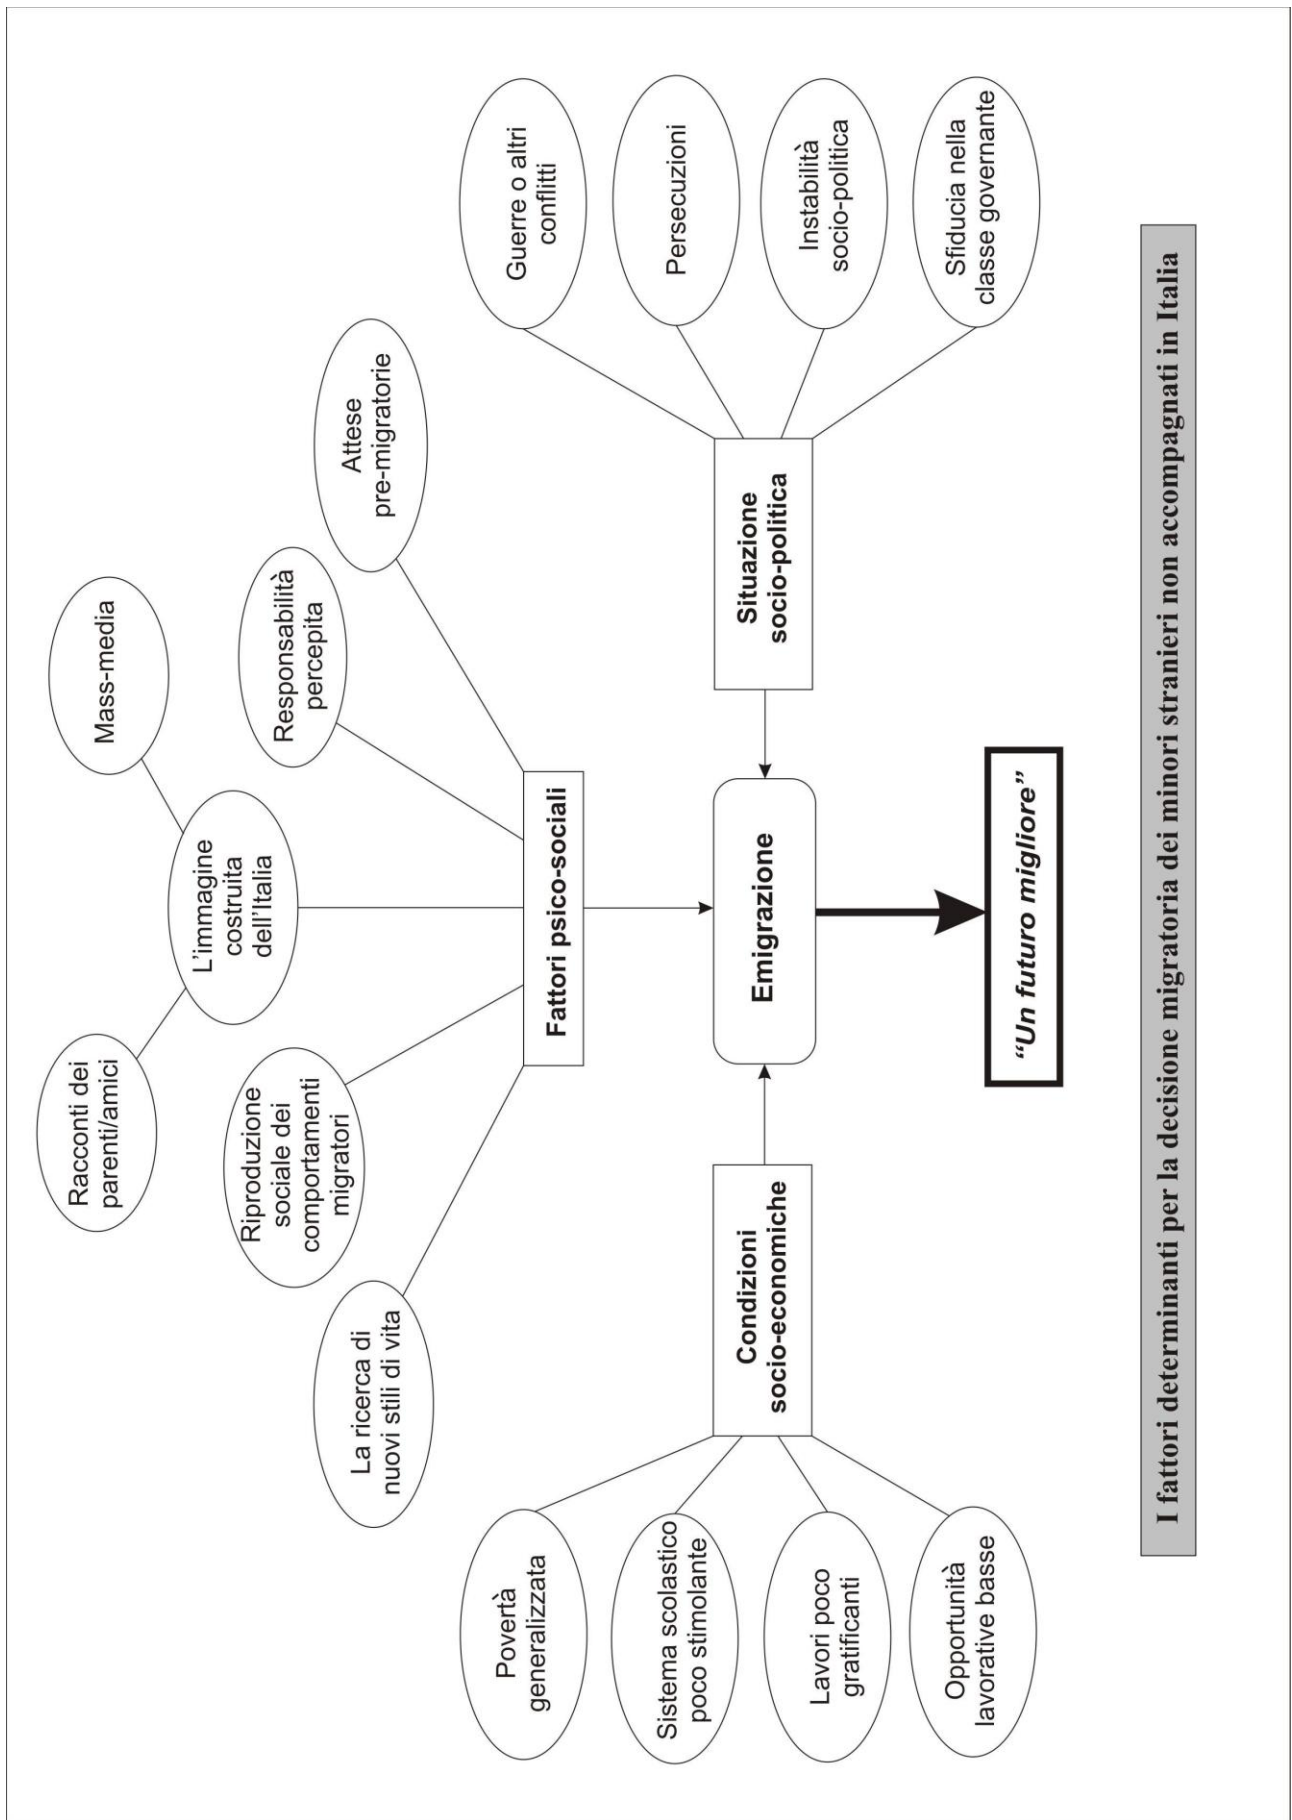 Racconti dei
parenti/amici
Mass-media
L'immagine
costruita
dell'Italia
Riproduzione
sociale dei
comportamenti
migratori
Responsabilità
percepita
La ricerca di
nuovi stili di vita
Attese
pre-migratorie
Fattori psico-sociali
Povertà
generalizzata
Sistema scolastico
poco stimolante
Lavori poco
gratificanti
Opportunità
lavorative basse
Condizioni
socio-economiche
Emigrazione
Situazione
socio-politica
Guerre o altri
conflitti
Persecuzioni
Instabilità
socio-politica
Sfiducia nella
classe governante
“Un futuro migliore”
I fattori determinanti per la decisione migratoria dei minori stranieri non accompagnati in Italia